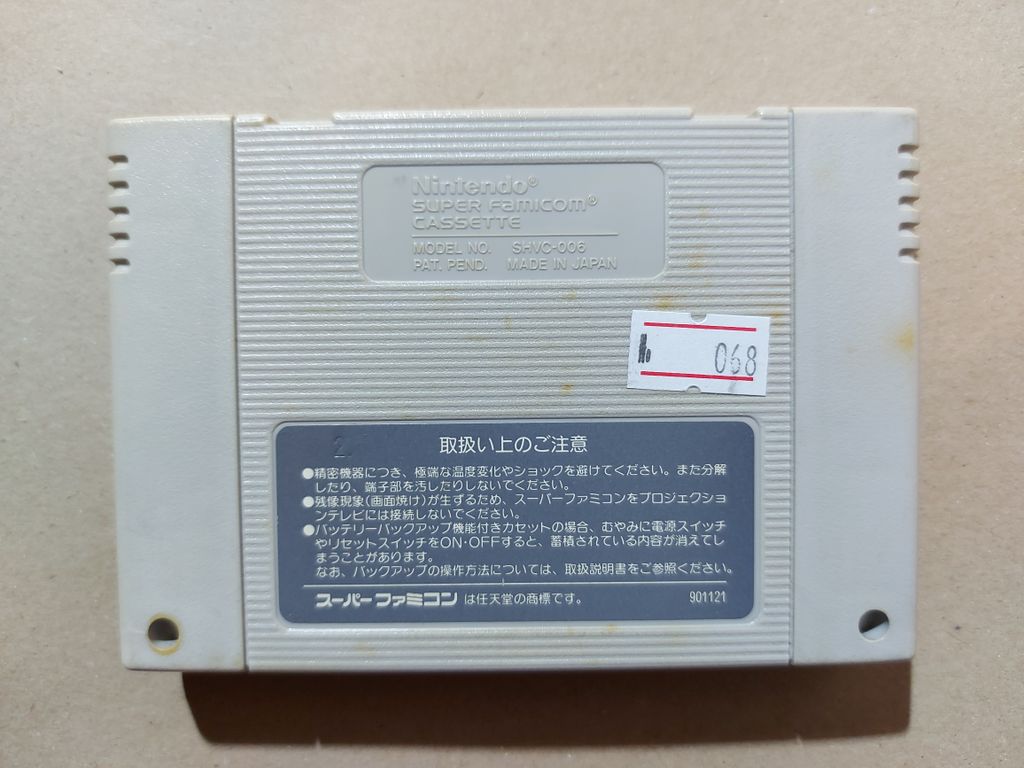 Nintendo®
SUPER FAMICOM®
CASSETTE
MODEL NO. SHVC-006
PAT. PEND. MADE IN JAPAN
068
取扱い上のご注意
●精密機器につき、極端な温度変化やショックを避けてください。また分解
したり、端子部を汚したりしないでください。
●残像現象(画面焼け)が生ずるため、スーパーファミコンをプロジェクショ
ンテレビには接続しないでください。
●バッテリーバックアップ機能付きカセットの場合、むやみに電源スイッチ
やリセットスイッチをON・OFFすると、蓄積されている内容が消えてし
まうことがあります。
なお、バックアップの操作方法については、取扱説明書をご参照ください。
スーパーファミコン は任天堂の商標です。 901121